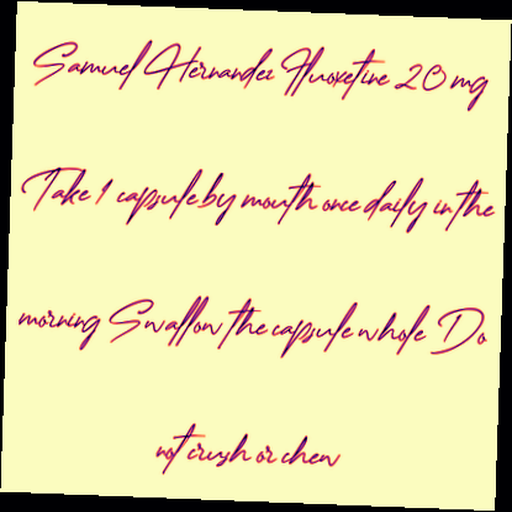 Samuel Hernandez Fluoxetine 20 mg
Take 1 capsule by mouth once daily in the
morning Swallow the capsule whole Do
not crush or chew